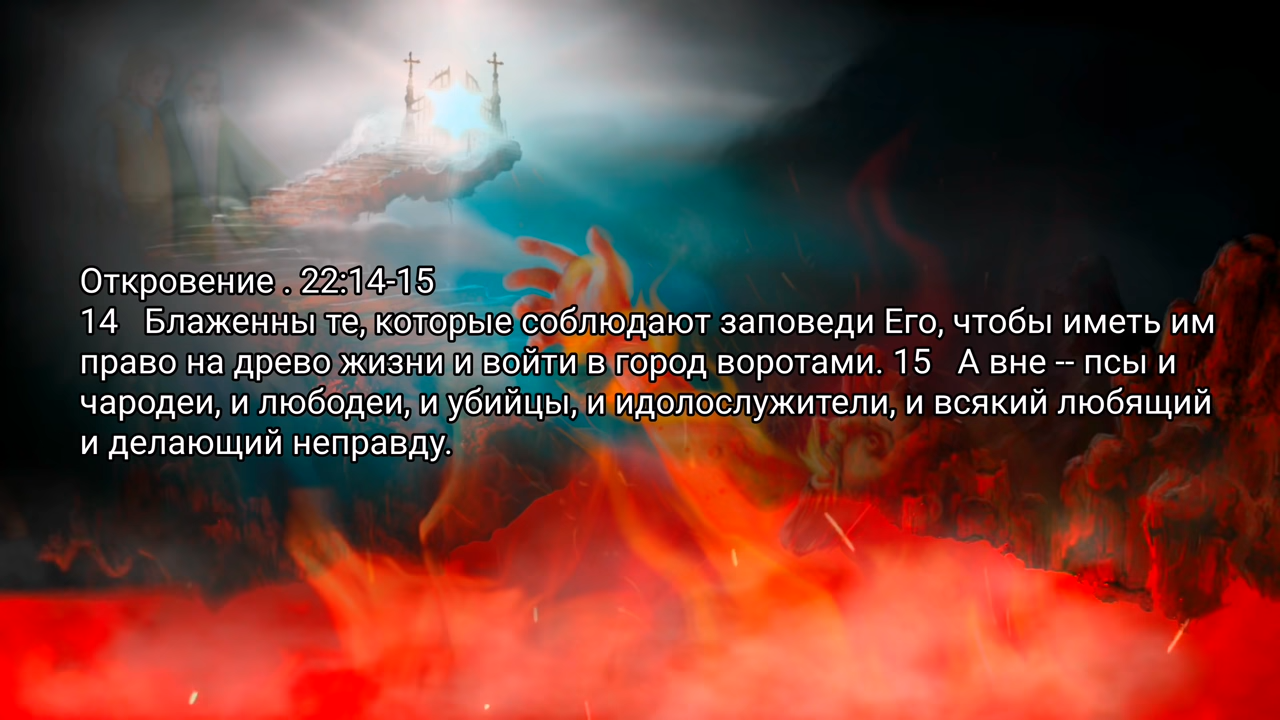 Откровение . 22:14-15
14 Блаженны те, которые соблюдают заповеди Его, чтобы иметь им
право на древо жизни и войти в город воротами. 15 А вне -- псы и
чародеи, и любодеи, и убийцы, и идолослужители, и всякий любящий
и делающий неправду.